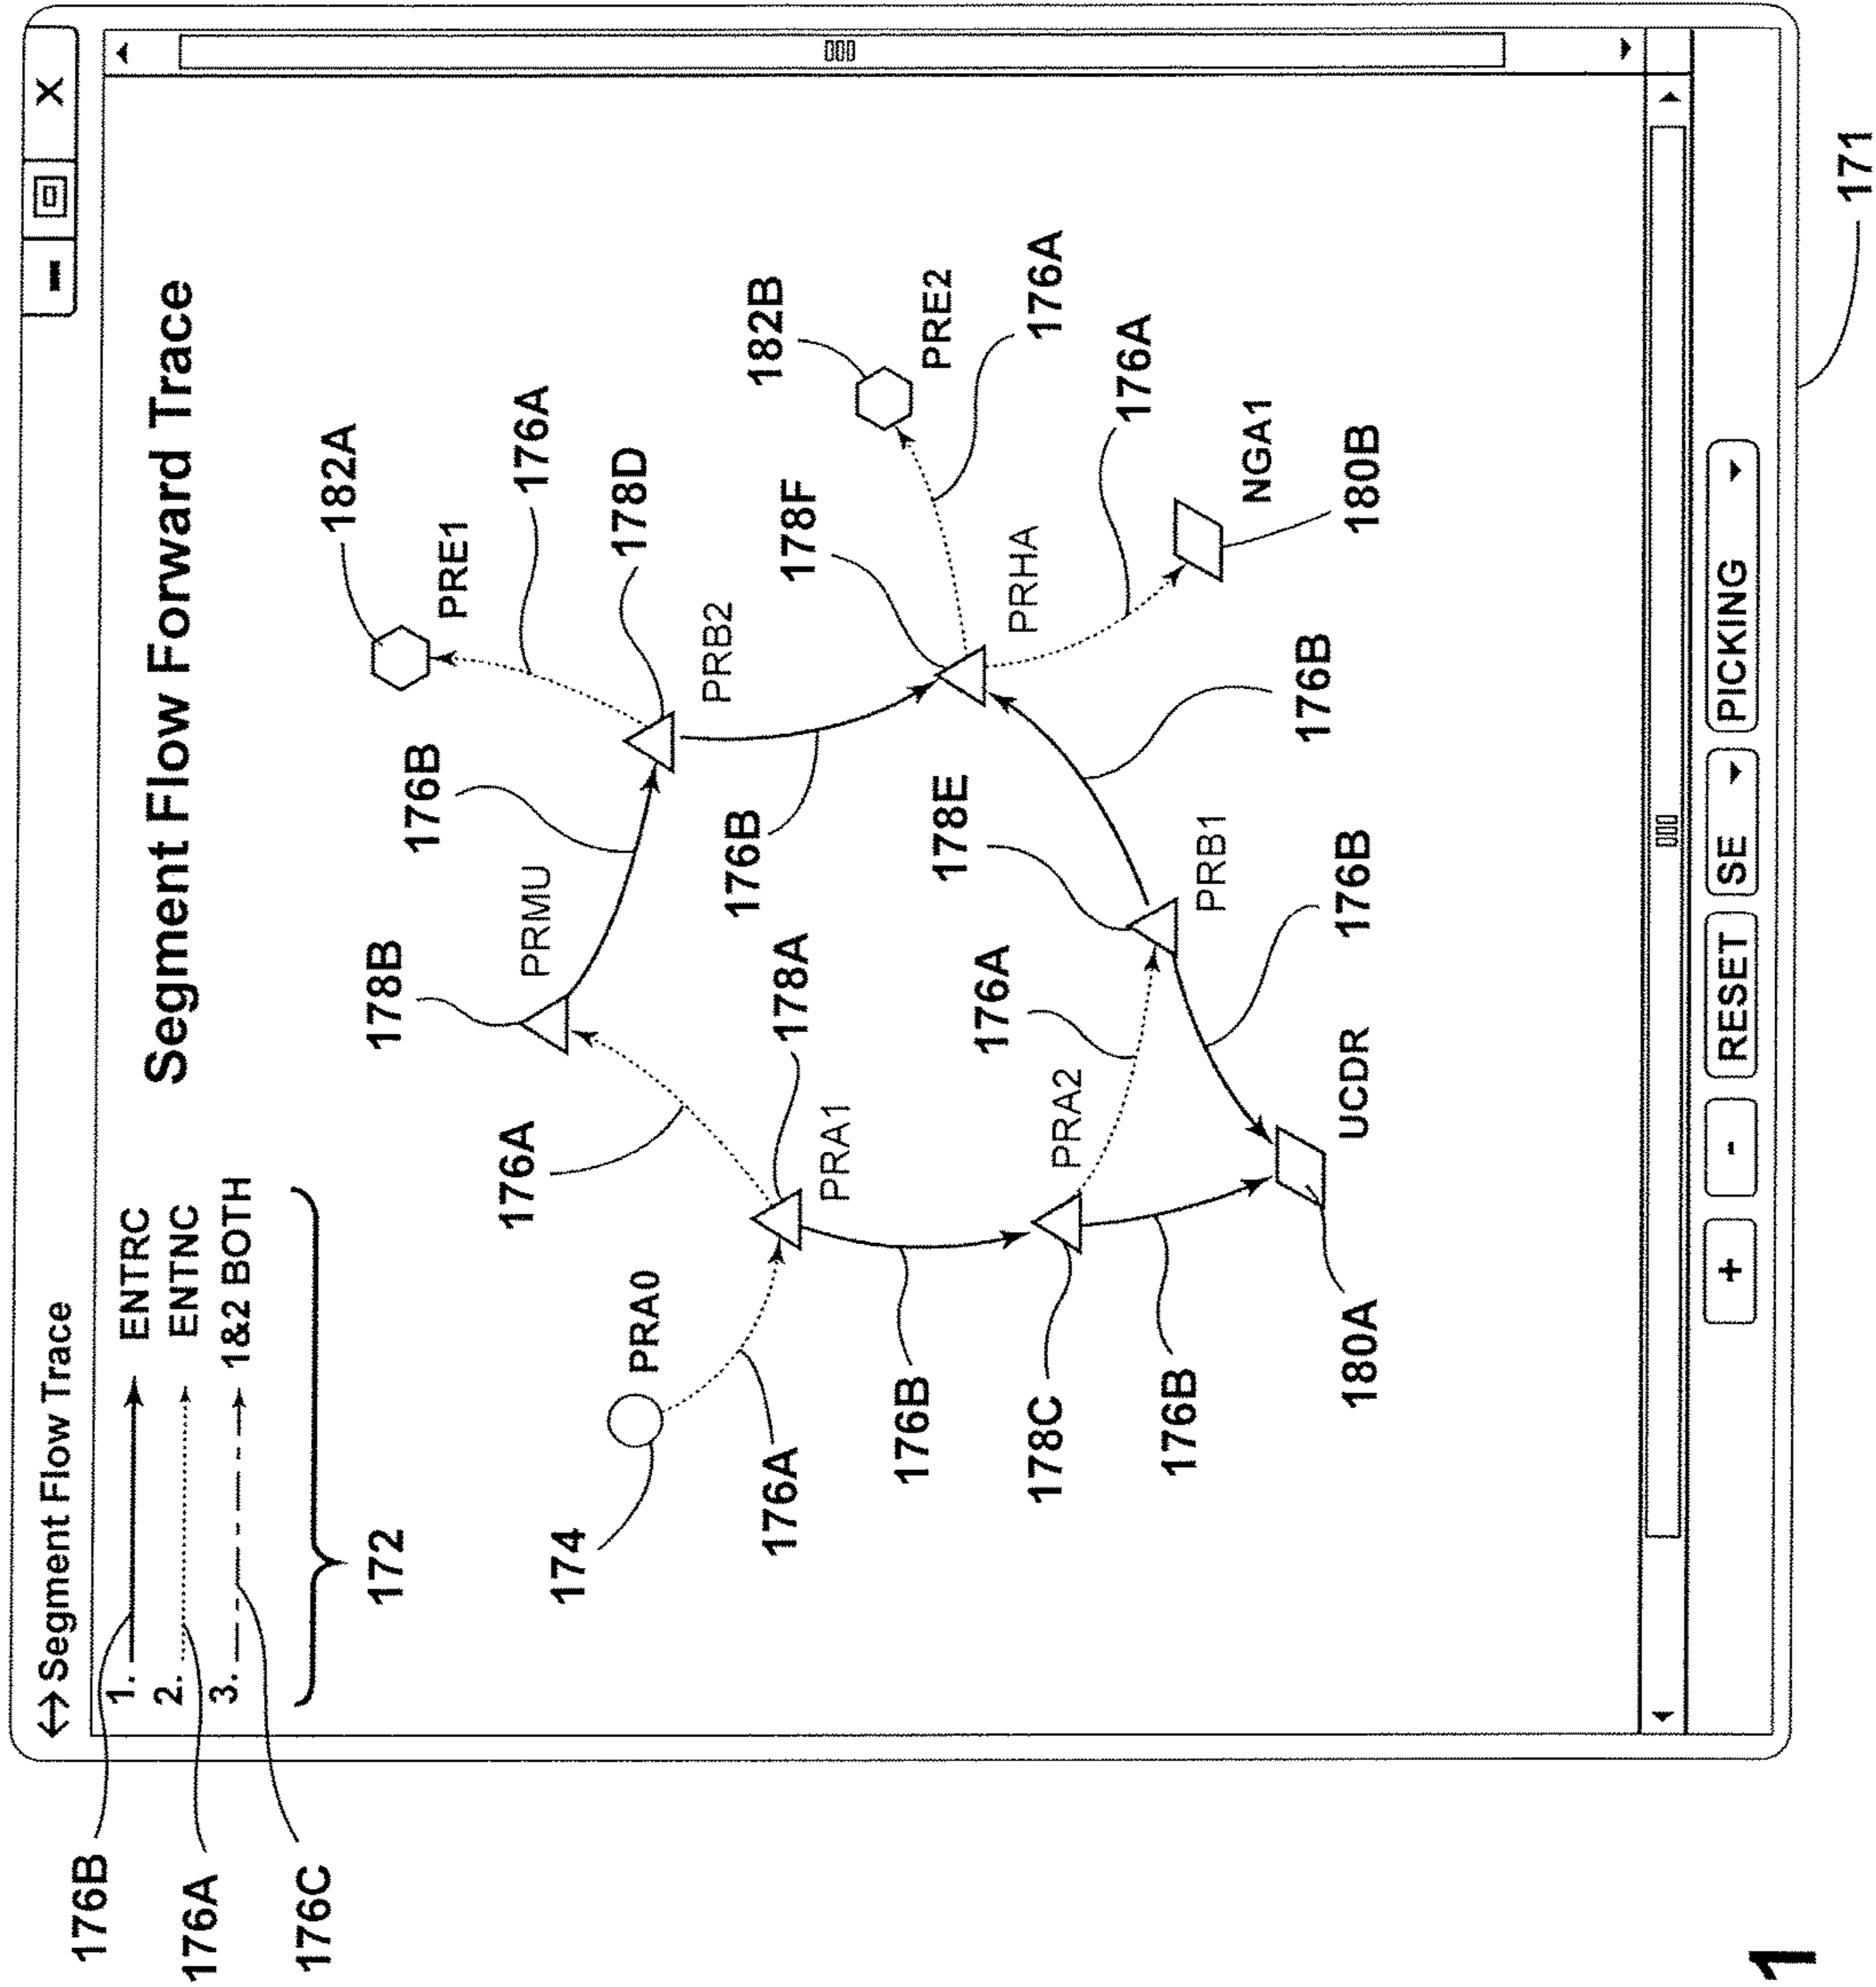 Segment Flow Trace
Segment Flow Forward Trace
1. ENTRC
2. ENTNC
3. 1&2 BOTH
176B
176A
176C
172
182A
PRE1
176A
178B
PRMU
176B
178D
176A
PRB2
174
PRA0
176A
178A
PRA1
176B
182B
PRE2
178F
176A
PRHA
176B
178E
176A
178C
PRA2
176A
PRB1
176B
NGA1
176B
176B
UCDR
180B
180A
+ - RESET SE PICKING
171
1